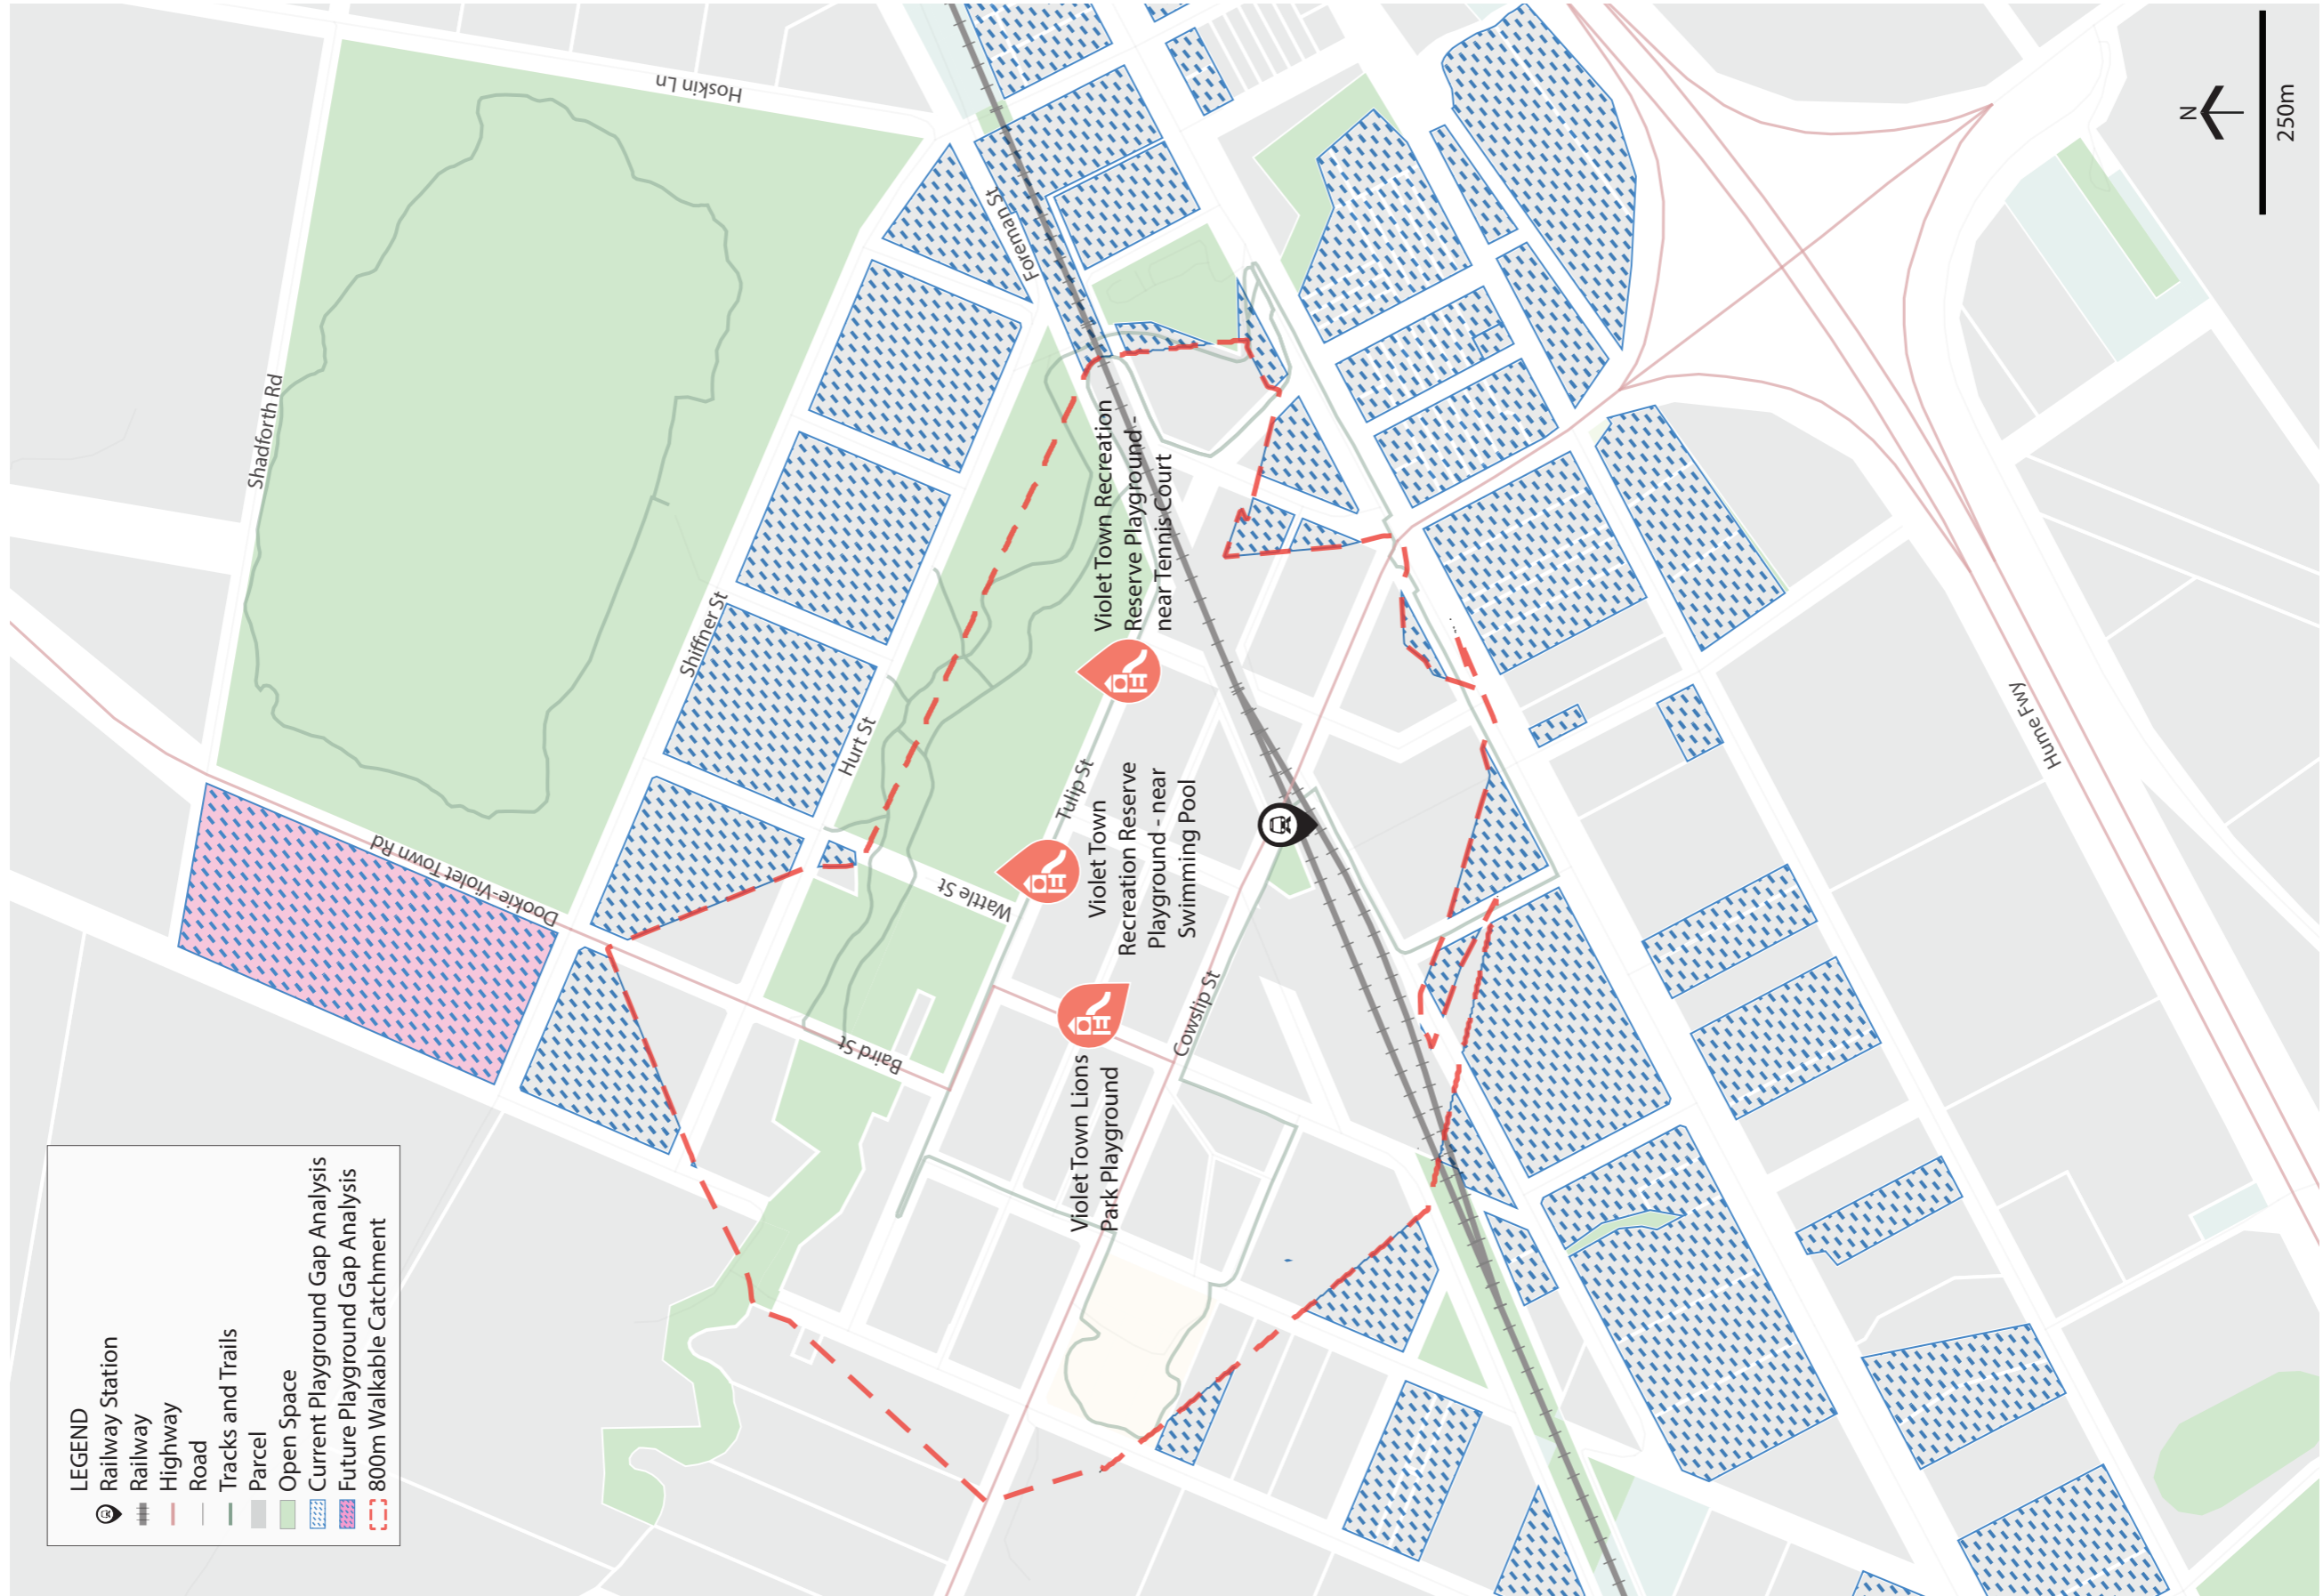 LEGEND
Railway Station
Railway
Highway
Road
Tracks and Trails
Parcel
Open Space
Current Playground Gap Analysis
Future Playground Gap Analysis
800m Walkable Catchment
Shadforth Rd
Hoskin Ln
Dookie-Violet Town Rd
Shiffner St
Foreman St
Hurt St
Wattle St
Baird St
Tulip St
Cowslip St
Hume Fwy
Violet Town Recreation
Reserve Playground -
near Tennis Court
Violet Town
Recreation Reserve
Playground - near
Swimming Pool
Violet Town Lions
Park Playground
N
250m